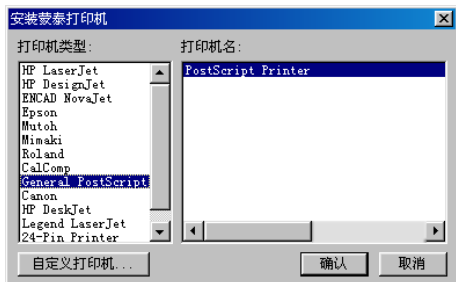 安装蒙泰打印机
打印机类型:
打印机名:
HP LaserJet
HP DesignJet
ENCAD NovaJet
Epson
Mutoh
Mimaki
Roland
CalComp
General PostScript
Canon
HP DeskJet
Legend LaserJet
24-Pin Printer
PostScript Printer
自定义打印机...
确认
取消